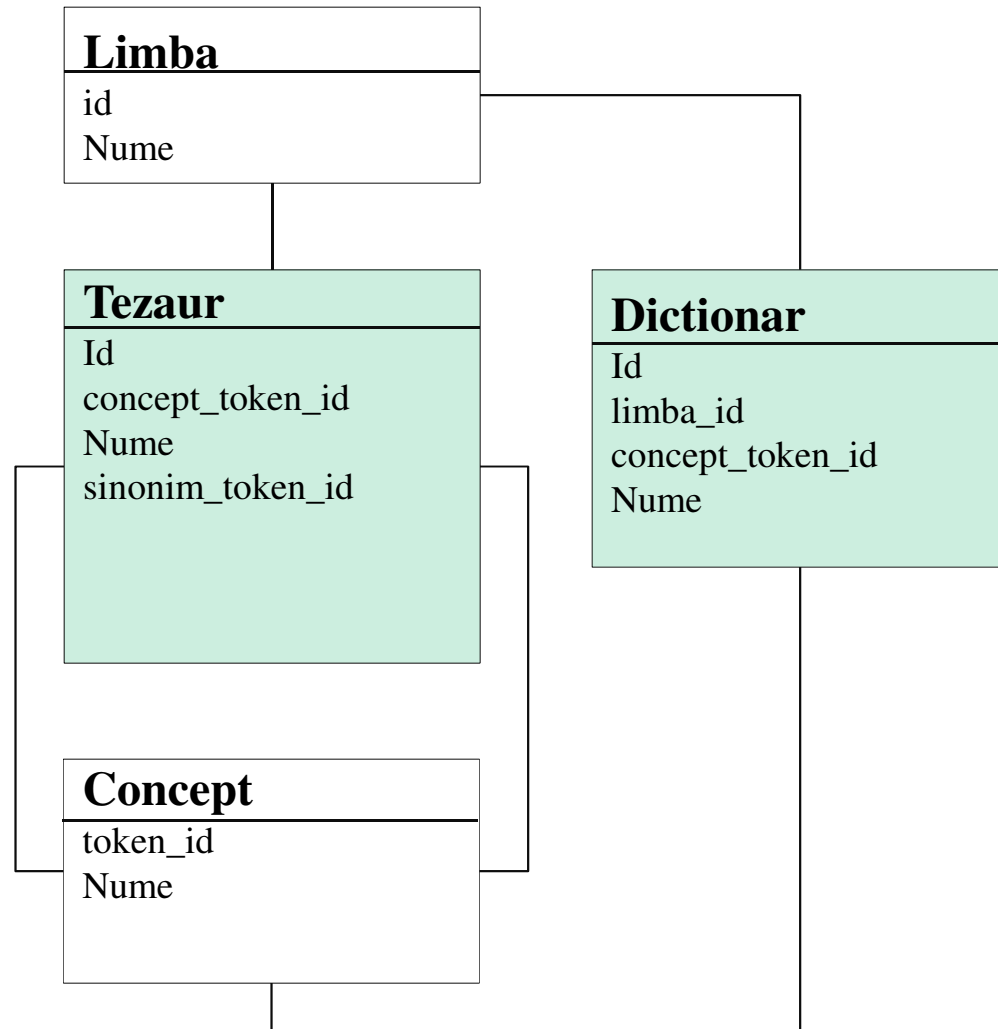 Limba
id
Nume
Tezaur
Id
concept_token_id
Nume
sinonim_token_id
Dictionar
Id
limba_id
concept_token_id
Nume
Concept
token_id
Nume